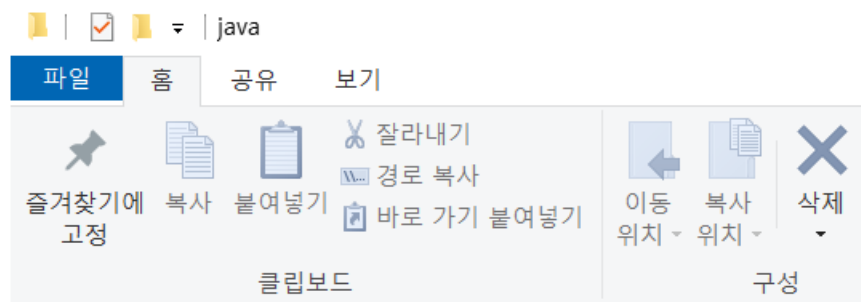 java
파일 홈 공유 보기
즐겨찾기에
고정
복사
붙여넣기
잘라내기
경로 복사
바로 가기 붙여넣기
클립보드
이동
위치
복사
위치
삭제
구성